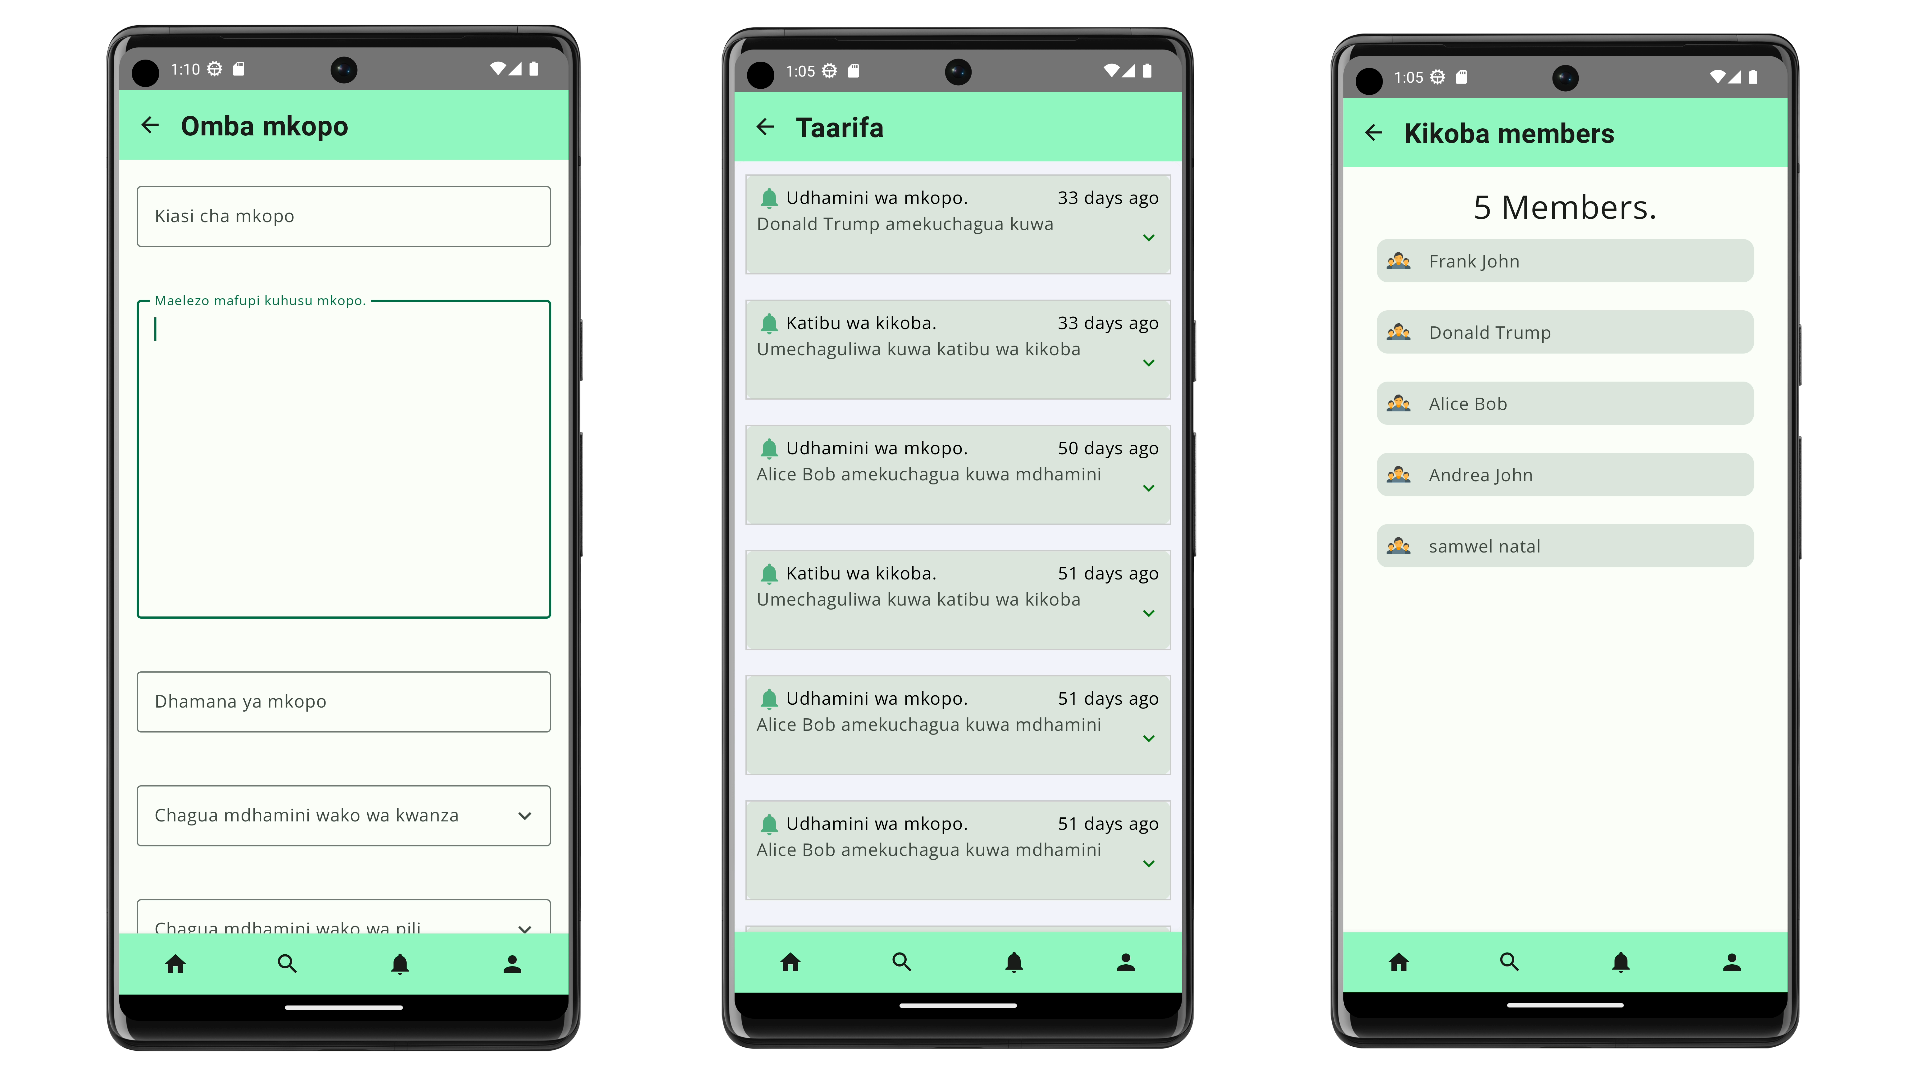 1:10
Omba mkopo
Kiasi cha mkopo
Maelezo mafupi kuhusu mkopo.
Dhamana ya mkopo
Chagua mdhamini wako wa kwanza
Chagua mdhamini wako wa pili
1:05
Taarifa
Udhamini wa mkopo. 33 days ago
Donald Trump amekuchagua kuwa
Katibu wa kikoba. 33 days ago
Umechaguliwa kuwa katibu wa kikoba
Udhamini wa mkopo. 50 days ago
Alice Bob amekuchagua kuwa mdhamini
Katibu wa kikoba. 51 days ago
Umechaguliwa kuwa katibu wa kikoba
Udhamini wa mkopo. 51 days ago
Alice Bob amekuchagua kuwa mdhamini
Udhamini wa mkopo. 51 days ago
Alice Bob amekuchagua kuwa mdhamini
1:05
Kikoba members
5 Members.
Frank John
Donald Trump
Alice Bob
Andrea John
samwel natal